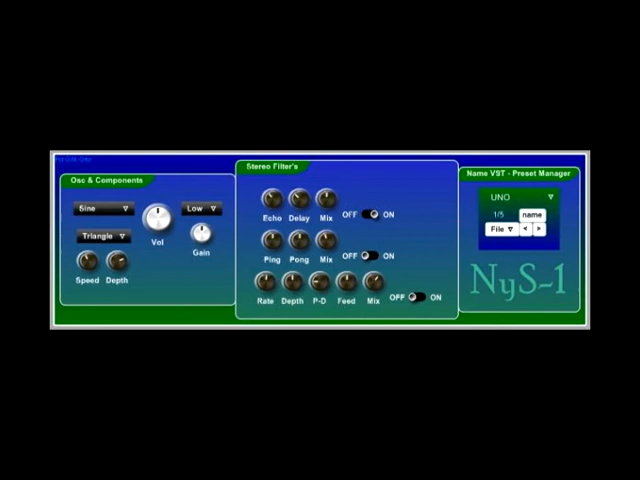 Osc & Components
Sine
Low
Vol
Triangle
Gain
Speed Depth
Stereo Filter's
Echo Delay Mix OFF ON
Ping Pong Mix OFF ON
Rate Depth P-D Feed Mix OFF ON
Name VST - Preset Manager
UNO
1/5 name
File < >
NyS-1